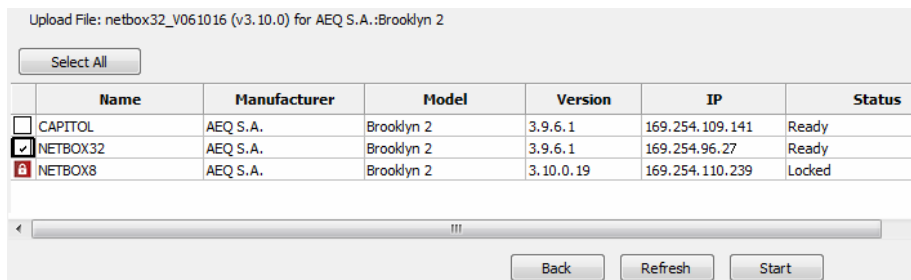 Upload File: netbox32_V061016 (v3.10.0) for AEQ S.A.:Brooklyn 2
Select All
Name Manufacturer Model Version IP Status
CAPITOL AEQ S.A. Brooklyn 2 3.9.6.1 169.254.109.141 Ready
NETBOX32 AEQ S.A. Brooklyn 2 3.9.6.1 169.254.96.27 Ready
NETBOX8 AEQ S.A. Brooklyn 2 3.10.0.19 169.254.110.239 Locked
Back Refresh Start